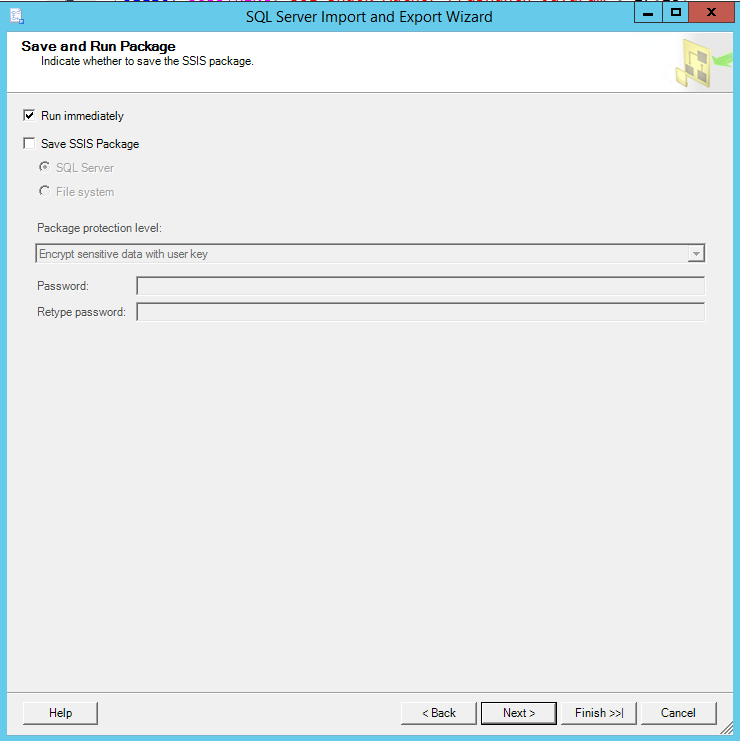 SQL Server Import and Export Wizard
Save and Run Package
Indicate whether to save the SSIS package.
Run immediately
Save SSIS Package
SQL Server
File system
Package protection level:
Encrypt sensitive data with user key
Password:
Retype password:
Help
< Back
Next >
Finish >>|
Cancel